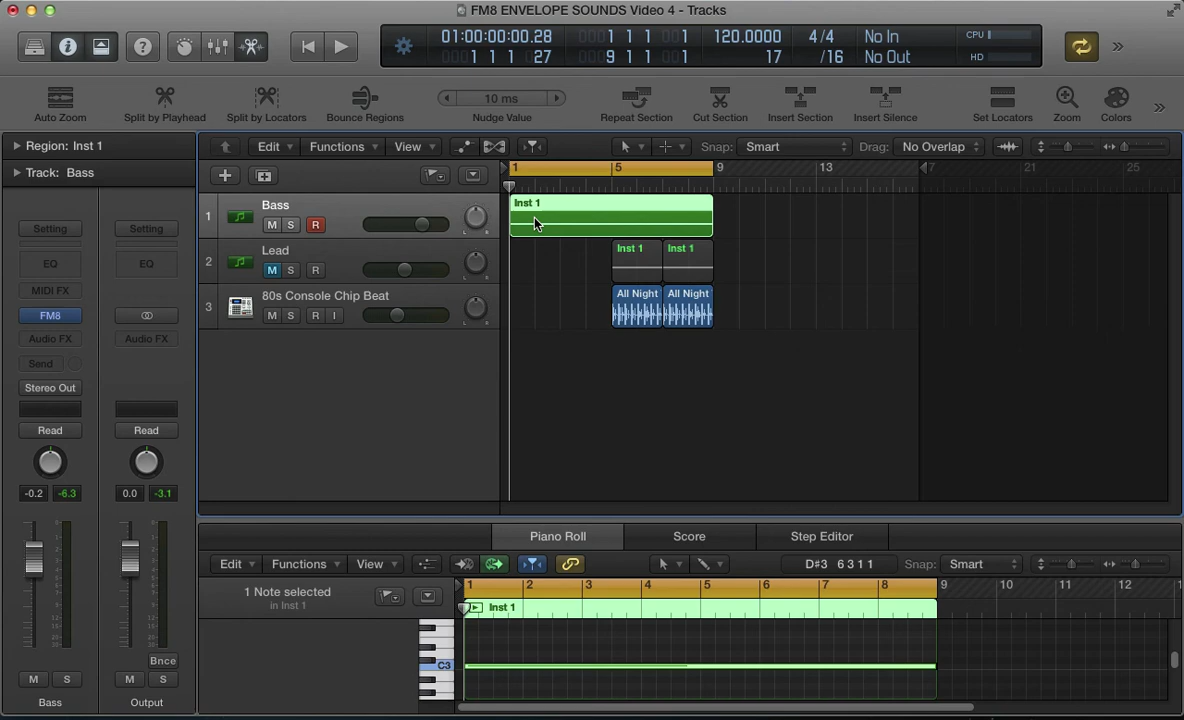 FM8 ENVELOPE SOUNDS Video 4 - Tracks
01:00:00:00.28 0001 1 1 001 120.0000 4/4 No In CPU
0001 1 1 027 0009 1 1 001 17 /16 No Out HD
Auto Zoom Split by Playhead Split by Locators Bounce Regions 10 ms Nudge Value Repeat Section Cut Section Insert Section Insert Silence Set Locators Zoom Colors
Region: Inst 1 Edit Functions View Snap: Smart Drag: No Overlap
Track: Bass 1 5 9 13 17 21 25
1 Bass Inst 1
M S R
Setting Setting
2 Lead Inst 1 Inst 1
M S R
EQ EQ
MIDI FX
3 80s Console Chip Beat All Night All Night
M S R I
FM8
Audio FX Audio FX
Send
Stereo Out
Read Read
-0.2 -6.3 0.0 -3.1
Piano Roll Score Step Editor
Edit Functions View D#3 6 3 1 1 Snap: Smart
1 Note selected 1 2 3 4 5 6 7 8 9 10 11 12
in Inst 1 Inst 1
Bnce C3
M S M S
Bass Output